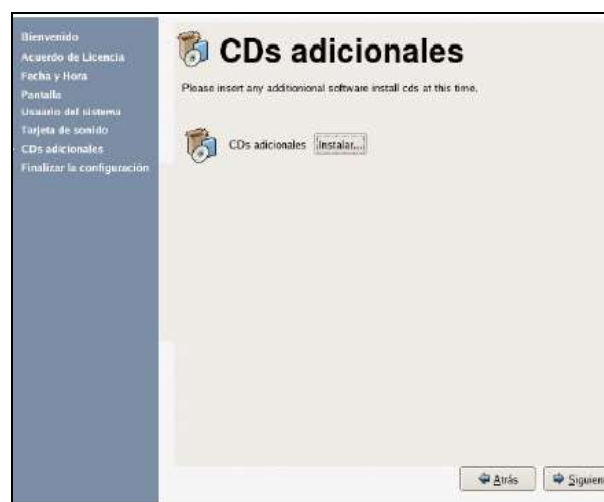 Bienvenido
Acuerdo de Licencia
Fecha y Hora
Pantalla
Usuario del sistema
Tarjeta de sonido
CDs adicionales
Finalizar la configuración
CDs adicionales
Please insert any additionional software install cds at this time.
CDs adicionales Instalar...
Atrás Siguien